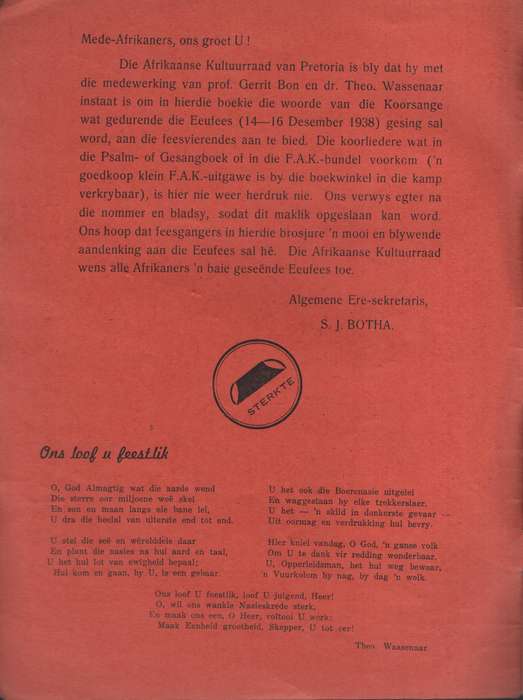 Mede-Afrikaners, ons groet U !
Die Afrikaanse Kultuurraad van Pretoria is bly dat hy met
die medewerking van prof. Gerrit Bon en dr. Theo. Wassenaar
instaat is om in hierdie boekie die woorde van die Koorsange
wat gedurende die Eeufees (14—16 Desember 1938) gesing sal
word, aan die feesvierendes aan te bied. Die koorliedere wat in
die Psalm- of Gesangboek of in die F.A.K.-bundel voorkom ('n
goedkoop klein F.A.K.-uitgawe is by die boekwinkel in die kamp
verkrybaar), is hier nie weer herdruk nie. Ons verwys egter na
die nommer en bladsy, sodat dit maklik opgeslaan kan word.
Ons hoop dat feesgangers in hierdie brosjure 'n mooi en blywende
aandenking aan die Eeufees sal hê. Die Afrikaanse Kultuurraad
wens alle Afrikaners 'n baie geseënde Eeufees toe.
Algemene Ere-sekretaris,
S. J. BOTHA.
STERKTE
Ons loof u feestlik
O, God Almagtig wat die aarde wend
Die sterre oor miljoene weë skel
En son en maan langs eie bane lei,
U dra die heelal van uiterste end tot end.
U stel die seë en wêrelddele daar
En plant die nasies na hul aard en taal,
U het hul lot van ewigheid bepaal;
Hul kom en gaan, by U, is een gebaar.
U het ook die Boerenasie uitgelei
En waggestaan by elke trekkerslaer,
U het — 'n skild in donkerste gevaar —
Uit oormag en verdrukking hul bevry.
Hier kniel vandag, O God, 'n ganse volk
Om U te dank vir redding wonderbaar,
U, Opperleidsman, het hul weg bewaar,
'n Vuurkolom by nag, by dag 'n wolk.
Ons loof U feestlik, loof U juigend, Heer!
O, wil ons wankle Nasieskrede sterk,
En maak ons een, O Heer, voltooi U werk;
Maak Eenheid grootheid, Skepper, U tot eer!
Theo. Wassenaar